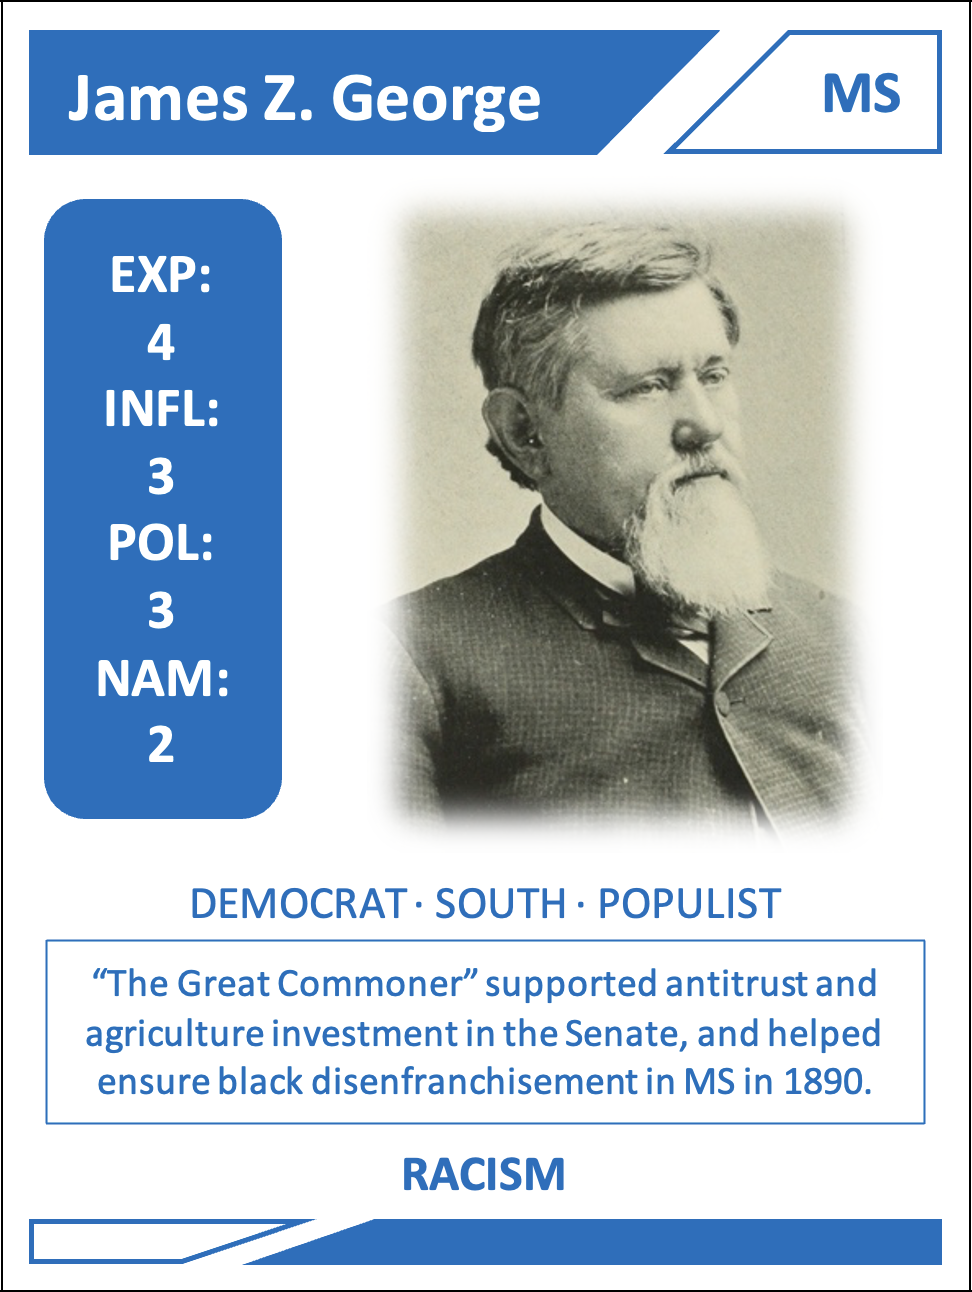 James Z. George
MS
EXP:
4
INFL:
3
POL:
3
NAM:
2
DEMOCRAT · SOUTH · POPULIST
“The Great Commoner” supported antitrust and
agriculture investment in the Senate, and helped
ensure black disenfranchisement in MS in 1890.
RACISM